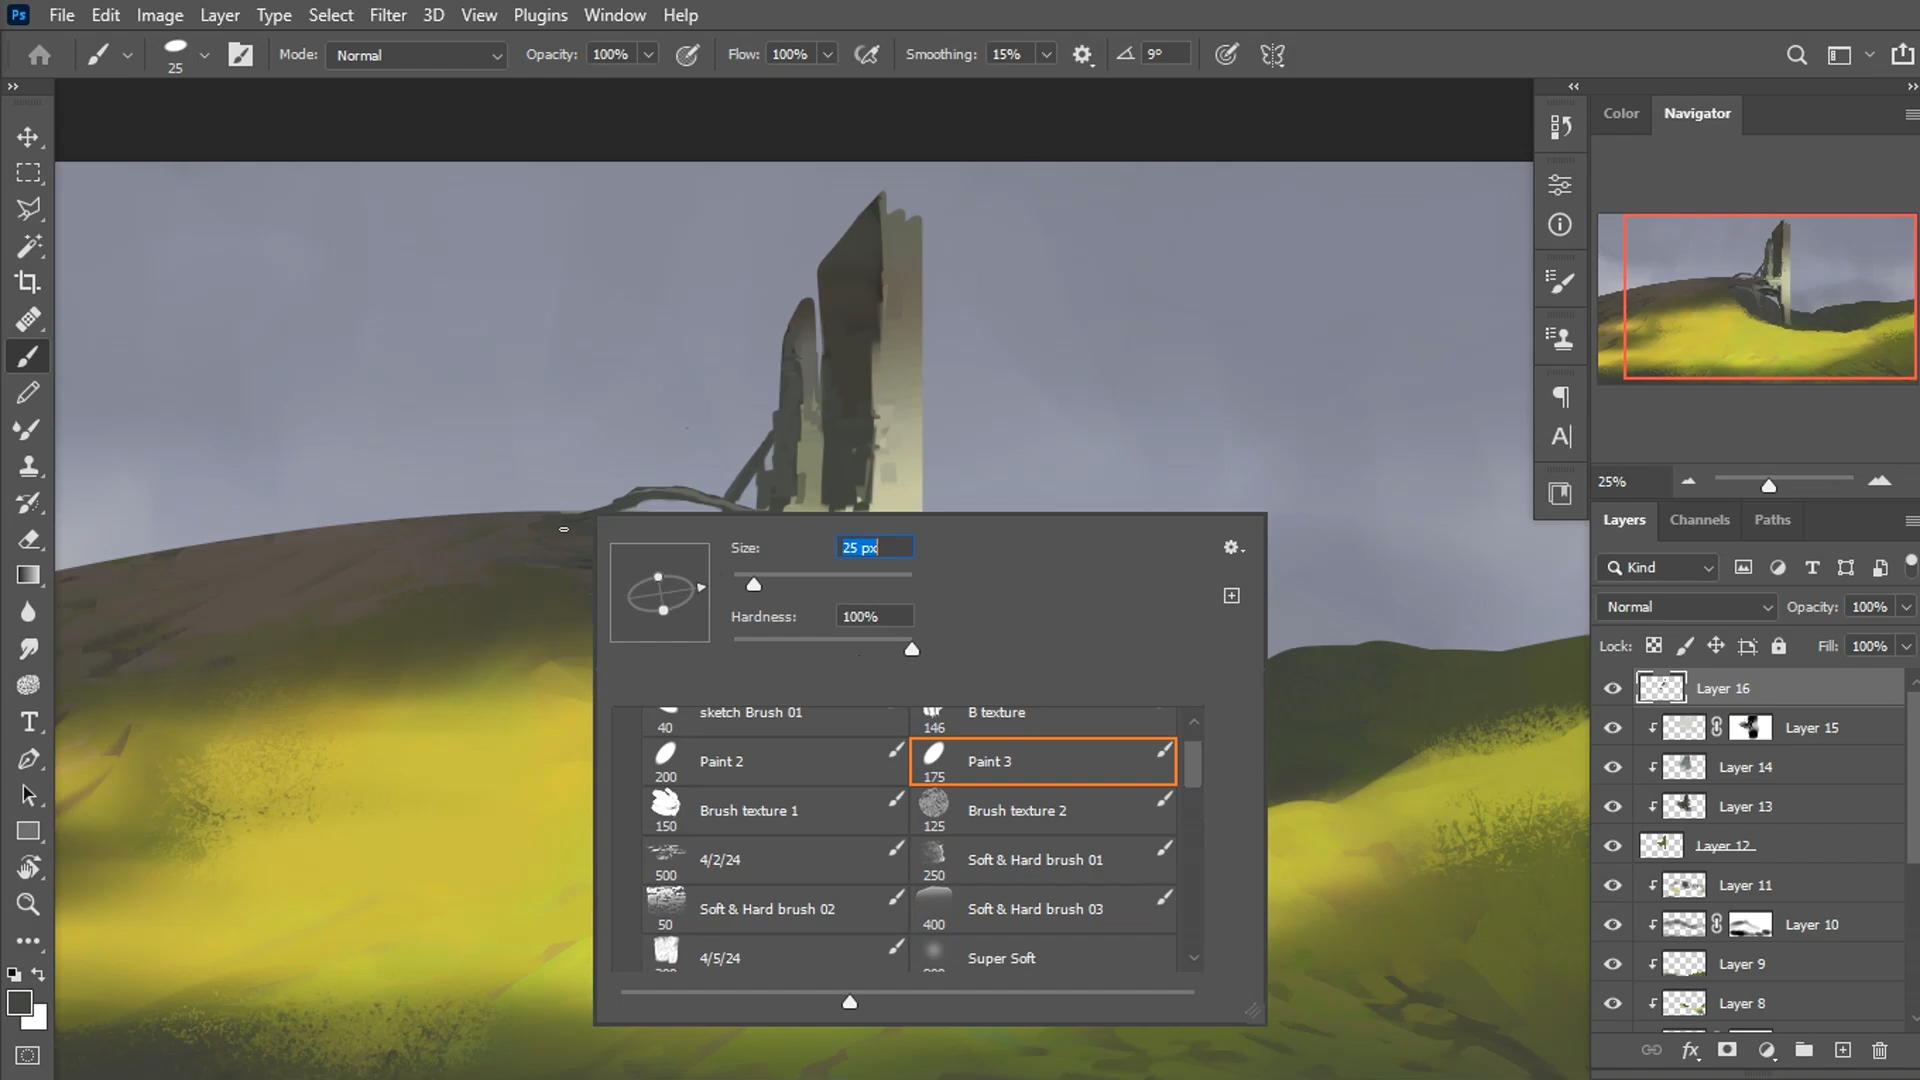 Ps File Edit Image Layer Type Select Filter 3D View Plugins Window Help
25 Mode: Normal Opacity: 100% Flow: 100% Smoothing: 15% 9°
Color Navigator
25%
Layers Channels Paths
Kind
Normal Opacity: 100%
Lock: Fill: 100%
Layer 16
Layer 15
Layer 14
Layer 13
Layer 12
Layer 11
Layer 10
Layer 9
Layer 8
fx
Size: 25 px
Hardness: 100%
sketch Brush 01
40
B texture
146
Paint 2
200
Paint 3
175
Brush texture 1
150
Brush texture 2
125
4/2/24
500
Soft & Hard brush 01
250
Soft & Hard brush 02
50
Soft & Hard brush 03
400
4/5/24
Super Soft